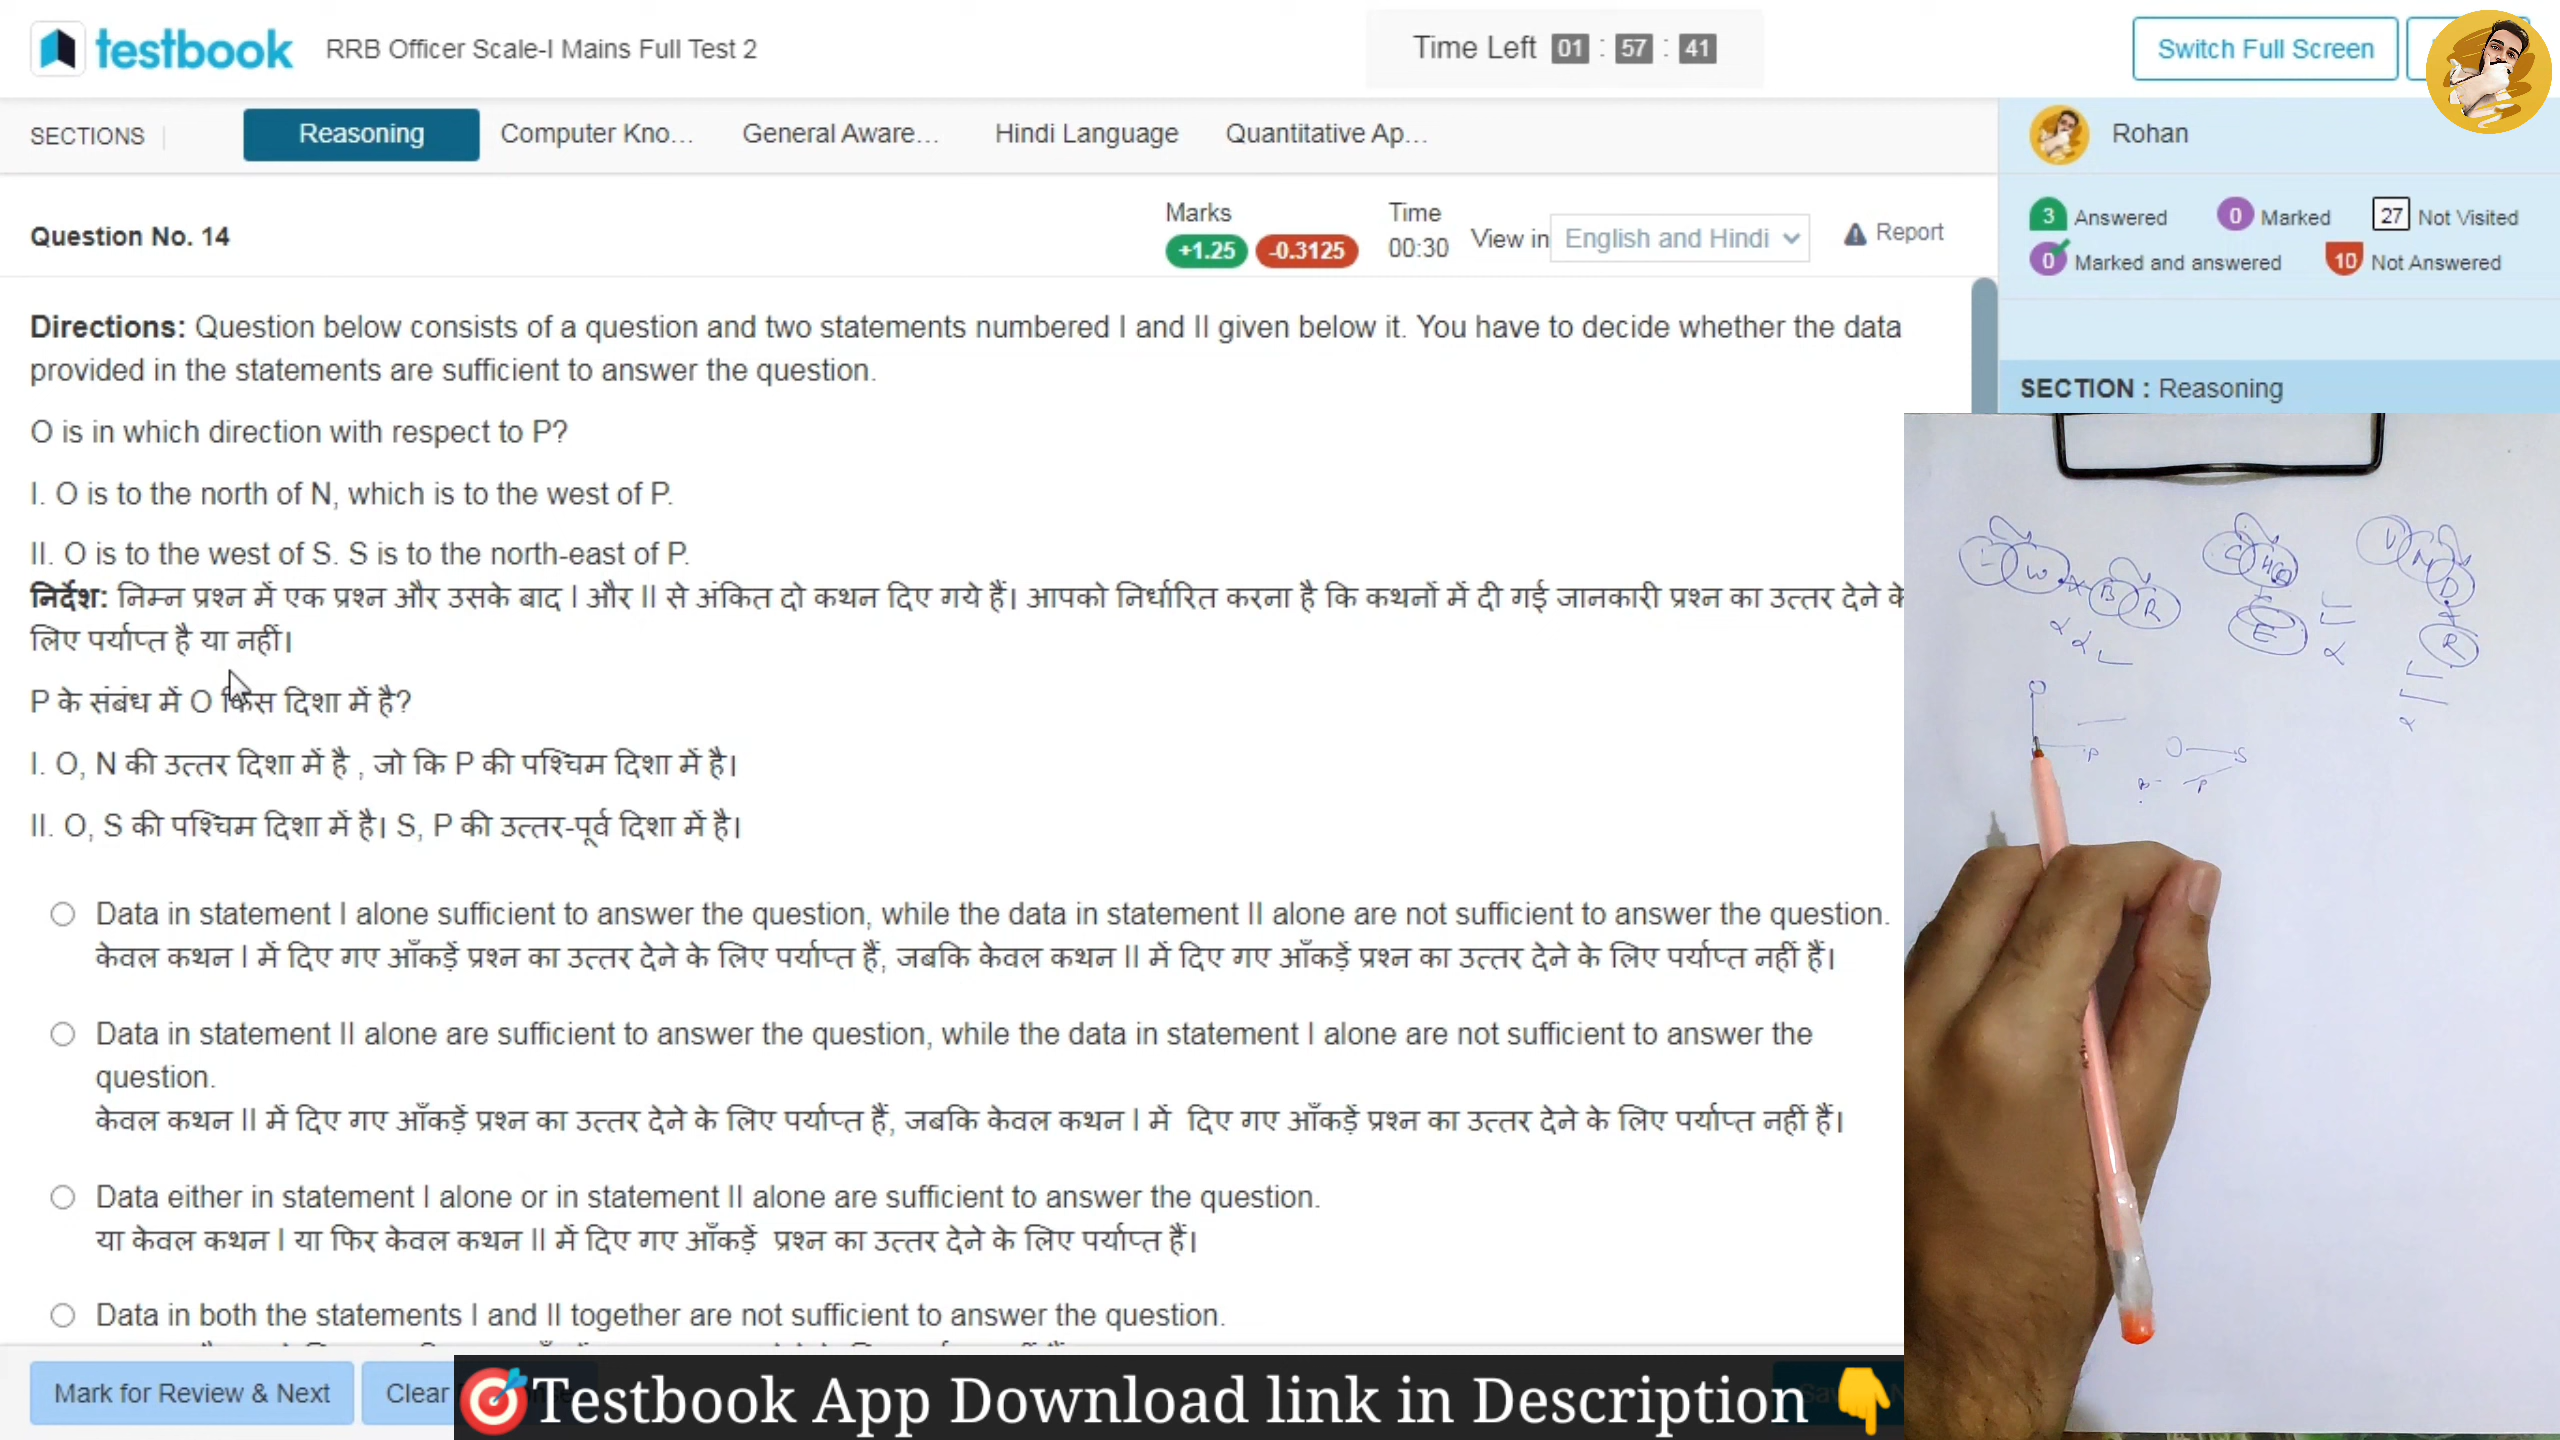 testbook
RRB Officer Scale-I Mains Full Test 2
Time Left 01 : 57 : 41
Switch Full Screen
SECTIONS
Reasoning
Computer Kno...
General Aware...
Hindi Language
Quantitative Ap...
Rohan
3 Answered
0 Marked
27 Not Visited
0 Marked and answered
10 Not Answered
SECTION : Reasoning
Question No. 14
Marks
+1.25 -0.3125
Time
00:30
View in English and Hindi
Report
Directions: Question below consists of a question and two statements numbered I and II given below it. You have to decide whether the data
provided in the statements are sufficient to answer the question.
O is in which direction with respect to P?
I. O is to the north of N, which is to the west of P.
II. O is to the west of S. S is to the north-east of P.
निर्देश: निम्न प्रश्न में एक प्रश्न और उसके बाद I और II से अंकित दो कथन दिए गये हैं। आपको निर्धारित करना है कि कथनों में दी गई जानकारी प्रश्न का उत्तर देने के
लिए पर्याप्त है या नहीं।
P के संबंध में O किस दिशा में है?
I. O, N की उत्तर दिशा में है , जो कि P की पश्चिम दिशा में है।
II. O, S की पश्चिम दिशा में है। S, P की उत्तर-पूर्व दिशा में है।
Data in statement I alone sufficient to answer the question, while the data in statement II alone are not sufficient to answer the question.
केवल कथन I में दिए गए आँकड़ें प्रश्न का उत्तर देने के लिए पर्याप्त हैं, जबकि केवल कथन II में दिए गए आँकड़ें प्रश्न का उत्तर देने के लिए पर्याप्त नहीं हैं।
Data in statement II alone are sufficient to answer the question, while the data in statement I alone are not sufficient to answer the
question.
केवल कथन II में दिए गए आँकड़ें प्रश्न का उत्तर देने के लिए पर्याप्त हैं, जबकि केवल कथन I में दिए गए आँकड़ें प्रश्न का उत्तर देने के लिए पर्याप्त नहीं हैं।
Data either in statement I alone or in statement II alone are sufficient to answer the question.
या केवल कथन I या फिर केवल कथन II में दिए गए आँकड़ें प्रश्न का उत्तर देने के लिए पर्याप्त हैं।
Data in both the statements I and II together are not sufficient to answer the question.
Mark for Review & Next
Clear
Testbook App Download link in Description
L W B R
E
V N D
R
O
P
O S
P